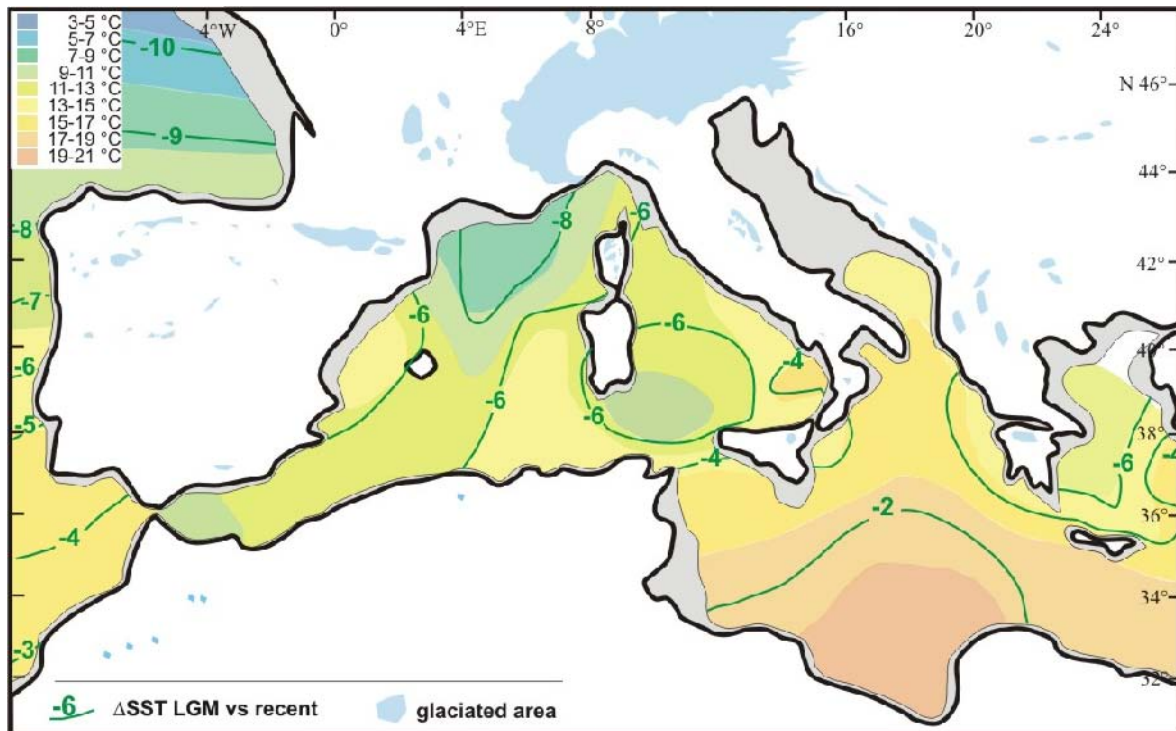 3-5 °C
5-7 °C
7-9 °C
9-11 °C
11-13 °C
13-15 °C
15-17 °C
17-19 °C
19-21 °C
4°W 0° 4°E 8° 16° 20° 24°
-10
N 46°
-9
44°
-8 -8 -6
42°
-7
-6 -6
40°
-6 -4
-6 -6
-5 38°
-4 -6 -4
36°
-4 -2
34°
-3
32°
-6 ΔSST LGM vs recent glaciated area